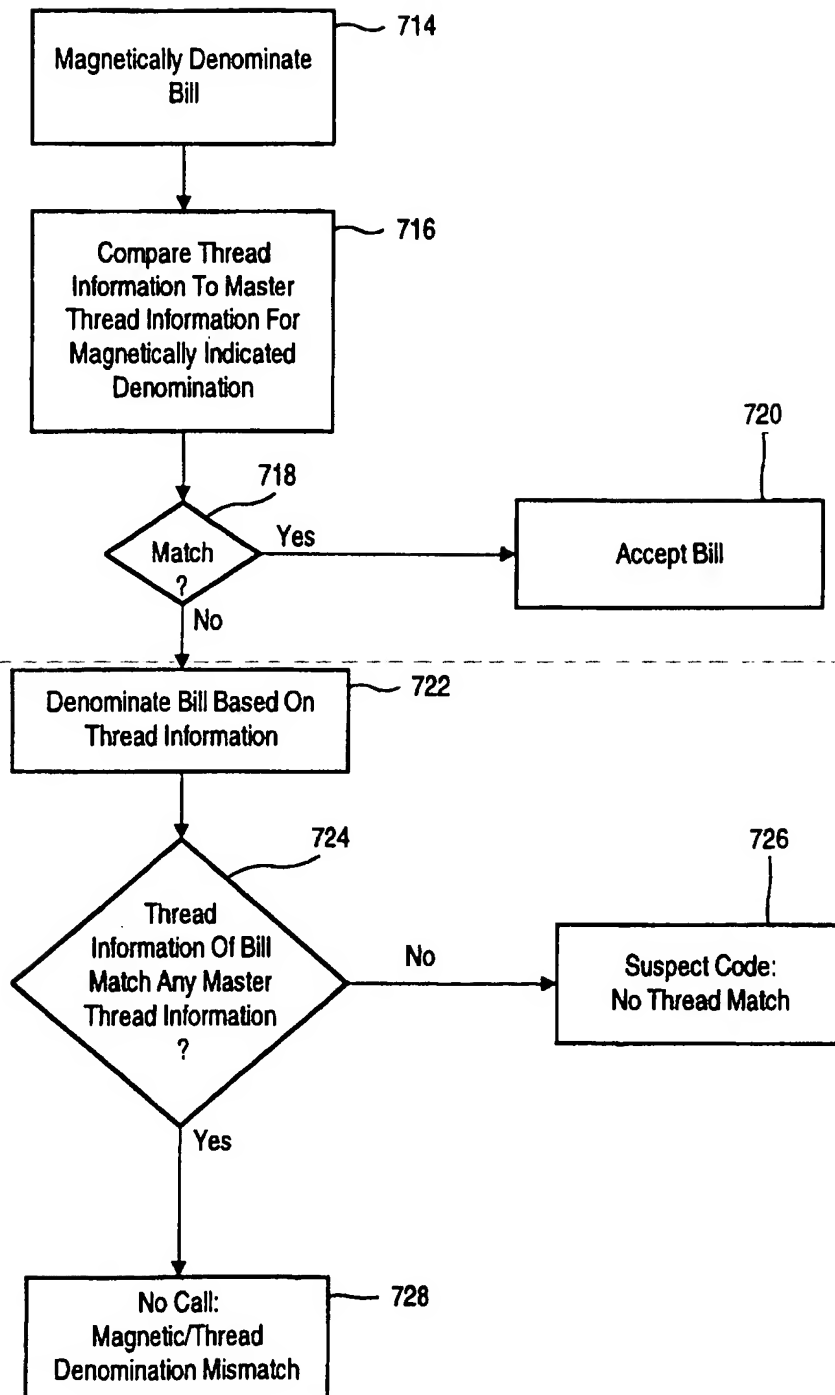 714
Magnetically Denominate
Bill
716
Compare Thread
Information To Master
Thread Information For
Magnetically Indicated
Denomination
718
720
Match
?
Yes
Accept Bill
No
722
Denominate Bill Based On
Thread Information
724
726
Thread
Information Of Bill
Match Any Master
Thread Information
?
No
Suspect Code:
No Thread Match
Yes
728
No Call:
Magnetic/Thread
Denomination Mismatch